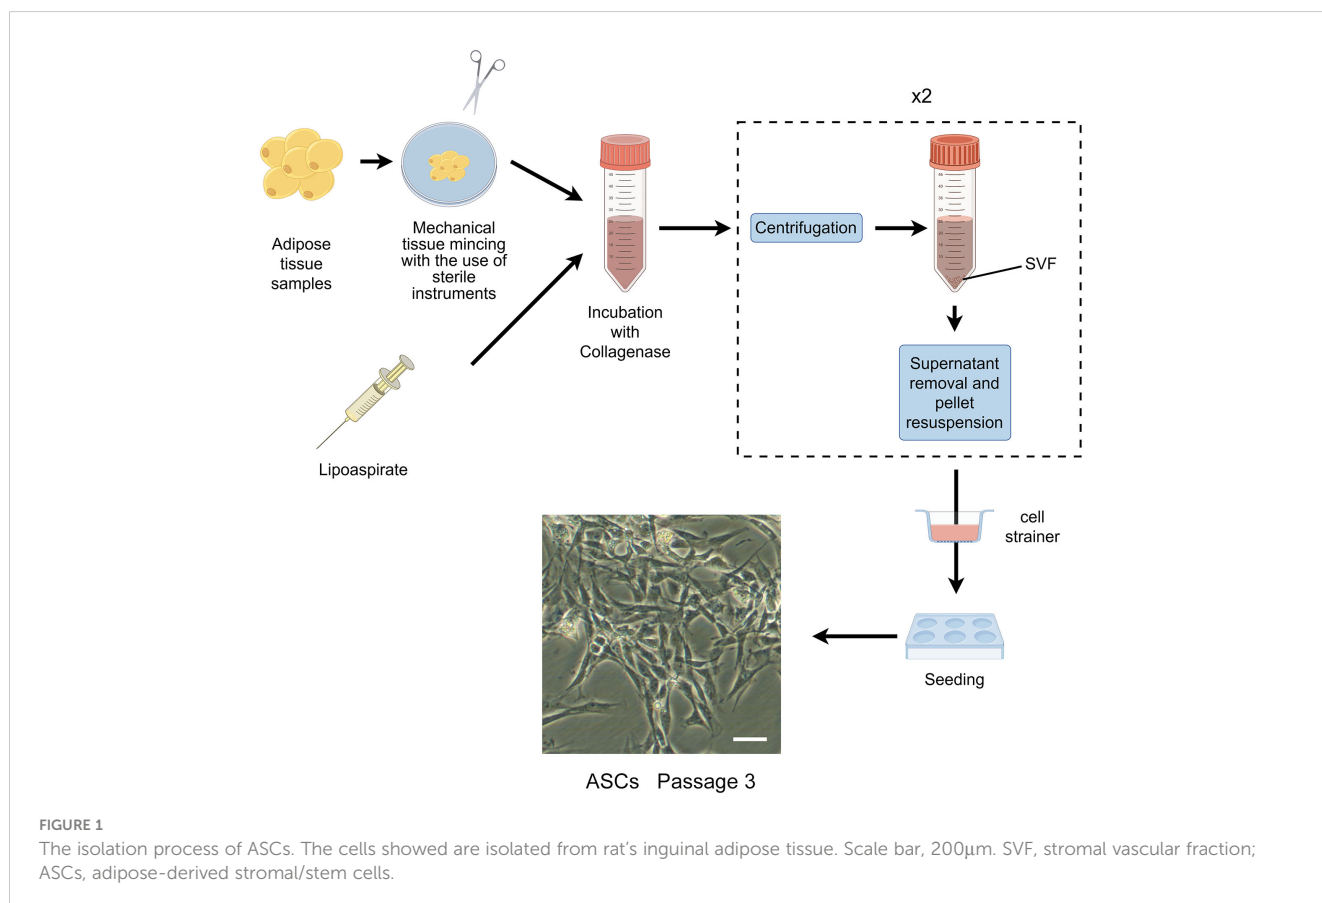 x2
Adipose
tissue
samples
Mechanical
tissue mincing
with the use of
sterile
instruments
Lipoaspirate
Incubation
with
Collagenase
Centrifugation
SVF
Supernatant
removal and
pellet
resuspension
cell
strainer
Seeding
ASCs Passage 3
FIGURE 1
The isolation process of ASCs. The cells showed are isolated from rat's inguinal adipose tissue. Scale bar, 200μm. SVF, stromal vascular fraction;
ASCs, adipose-derived stromal/stem cells.